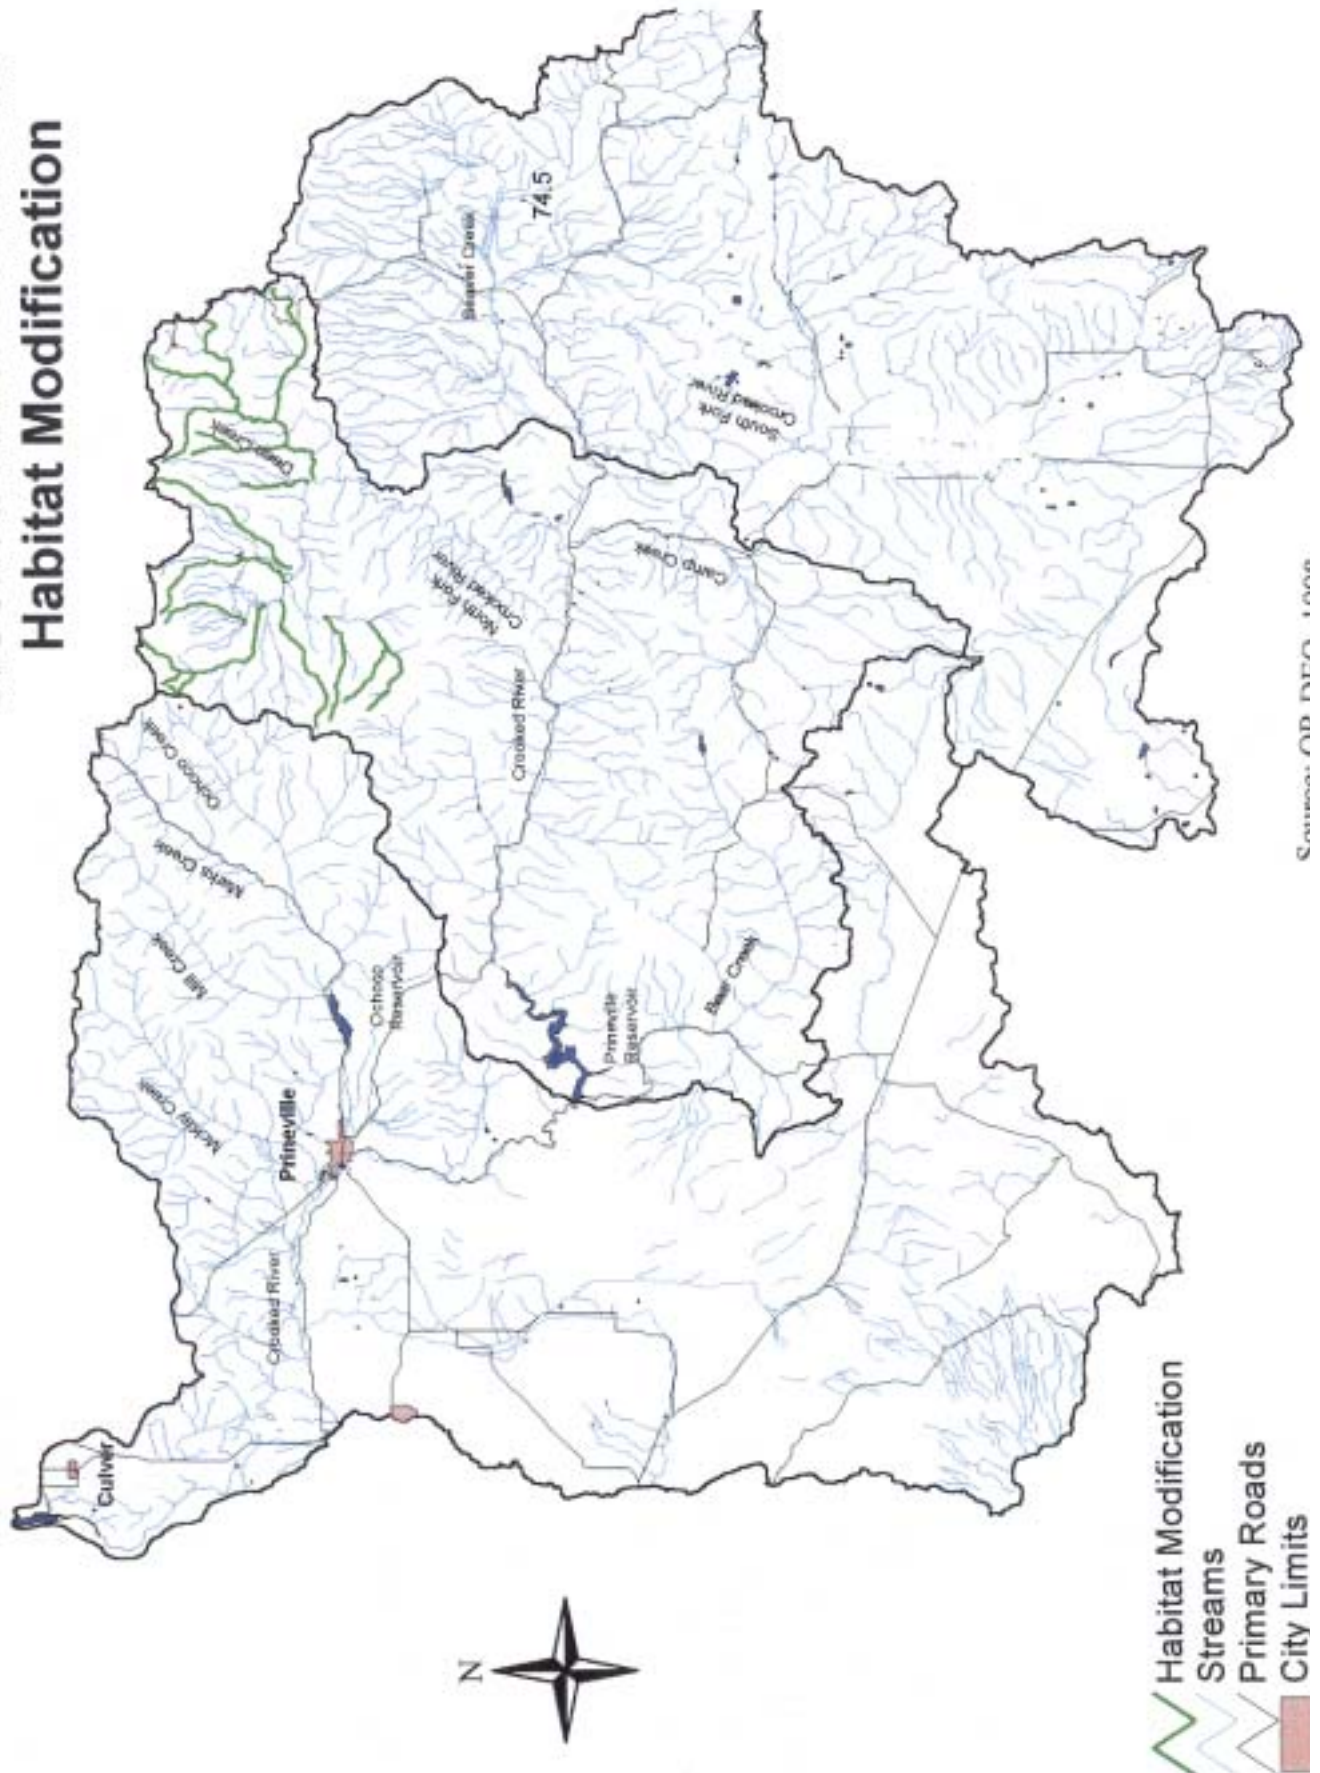 Habitat Modification
Culver
Crooked River
McKay Creek
Prineville
Mill Creek
Marks Creek
Ochoco Creek
Ochoco
Reservoir
Prineville
Reservoir
Bear Creek
Crooked River
North Fork
Crooked River
Camp Creek
Deep Creek
Beaver Creek
74.5
South Fork
Crooked River
N
Habitat Modification
Streams
Primary Roads
City Limits